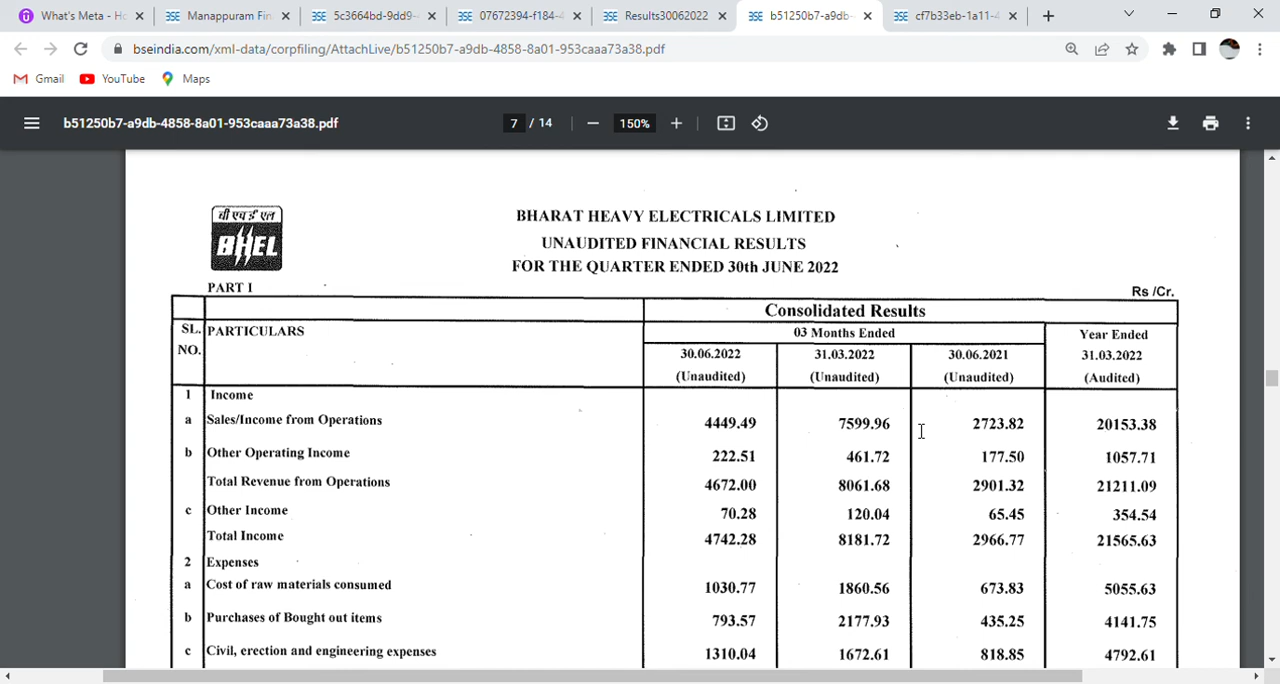 What's Meta - Ho
Manappuram Fin
5c3664bd-9dd9-
07672394-f184-4
Results30062022
b51250b7-a9db-
cf7b33eb-1a11-4
bseindia.com/xml-data/corpfiling/AttachLive/b51250b7-a9db-4858-8a01-953caaa73a38.pdf
Gmail YouTube Maps
b51250b7-a9db-4858-8a01-953caaa73a38.pdf 7 / 14 150%
बी एच ई एल
BHEL
BHARAT HEAVY ELECTRICALS LIMITED
UNAUDITED FINANCIAL RESULTS
FOR THE QUARTER ENDED 30th JUNE 2022
PART I Rs /Cr.
Consolidated Results
SL. NO. PARTICULARS 03 Months Ended Year Ended
30.06.2022 31.03.2022 30.06.2021 31.03.2022
(Unaudited) (Unaudited) (Unaudited) (Audited)
1 Income
a Sales/Income from Operations 4449.49 7599.96 2723.82 20153.38
b Other Operating Income 222.51 461.72 177.50 1057.71
Total Revenue from Operations 4672.00 8061.68 2901.32 21211.09
c Other Income 70.28 120.04 65.45 354.54
Total Income 4742.28 8181.72 2966.77 21565.63
2 Expenses
a Cost of raw materials consumed 1030.77 1860.56 673.83 5055.63
b Purchases of Bought out items 793.57 2177.93 435.25 4141.75
c Civil, erection and engineering expenses 1310.04 1672.61 818.85 4792.61